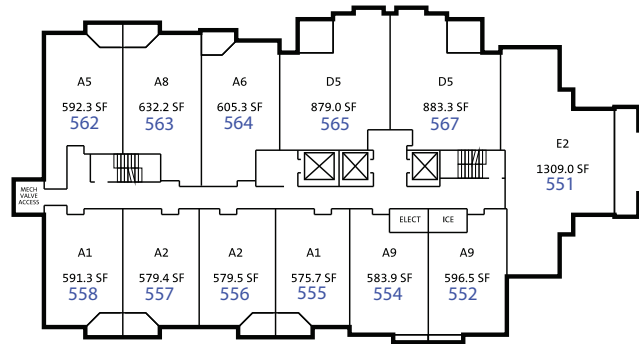 A5
592.3 SF
562
A8
632.2 SF
563
A6
605.3 SF
564
D5
879.0 SF
565
D5
883.3 SF
567
E2
1309.0 SF
551
MECH
VALVE
ACCESS
ELECT
ICE
A1
591.3 SF
558
A2
579.4 SF
557
A2
579.5 SF
556
A1
575.7 SF
555
A9
583.9 SF
554
A9
596.5 SF
552